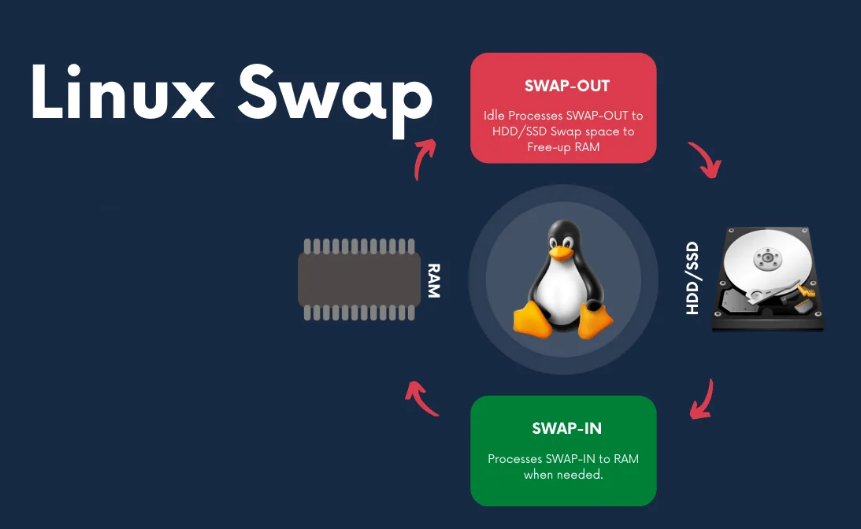 Linux Swap
SWAP-OUT
Idle Processes SWAP-OUT to
HDD/SSD Swap space to
Free-up RAM
RAM
HDD/SSD
SWAP-IN
Processes SWAP-IN to RAM
when needed.